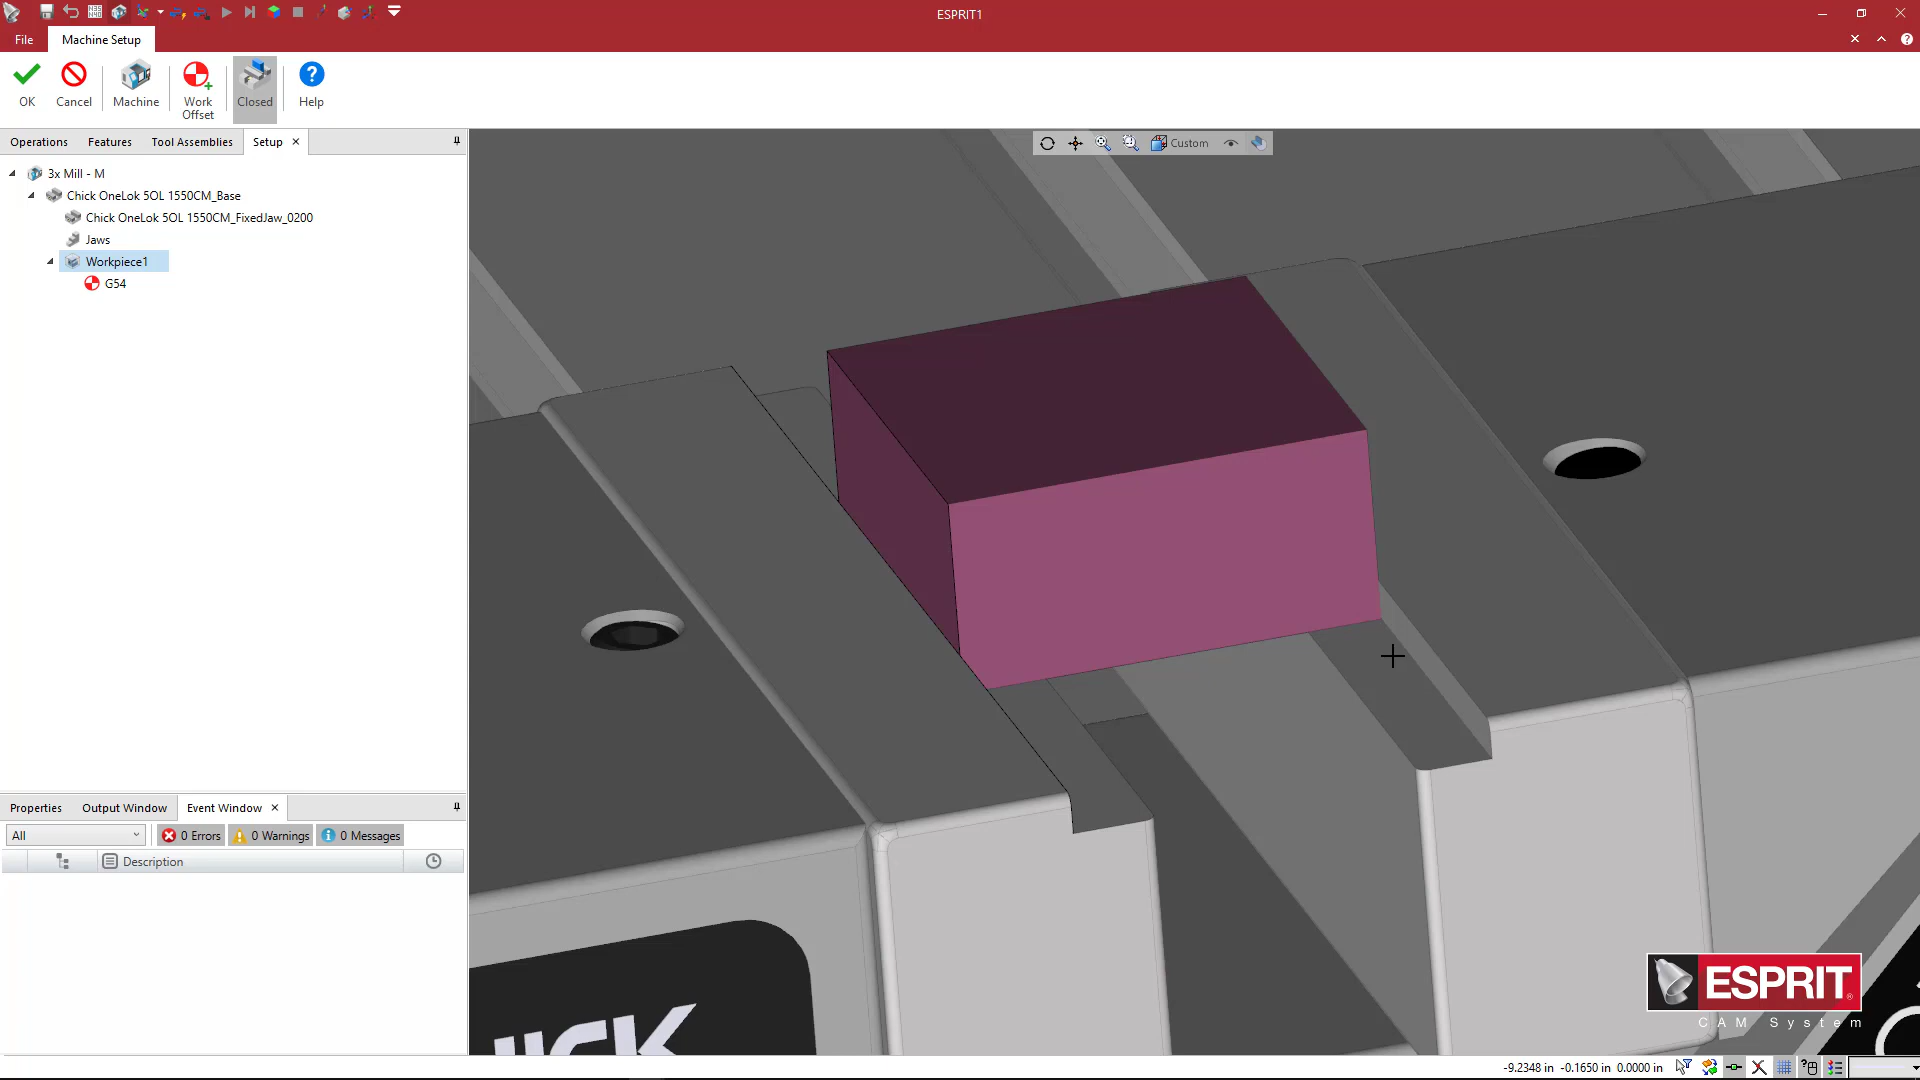 ESPRIT1
File
Machine Setup
OK
Cancel
Machine
Work Offset
Closed
Help
Operations
Features
Tool Assemblies
Setup
Custom
3x Mill - M
Chick OneLok 5OL 1550CM_Base
Chick OneLok 5OL 1550CM_FixedJaw_0200
Jaws
Workpiece1
G54
Properties
Output Window
Event Window
All
0 Errors
0 Warnings
0 Messages
Description
ESPRIT
CAM System
-9.2348 in -0.1650 in 0.0000 in